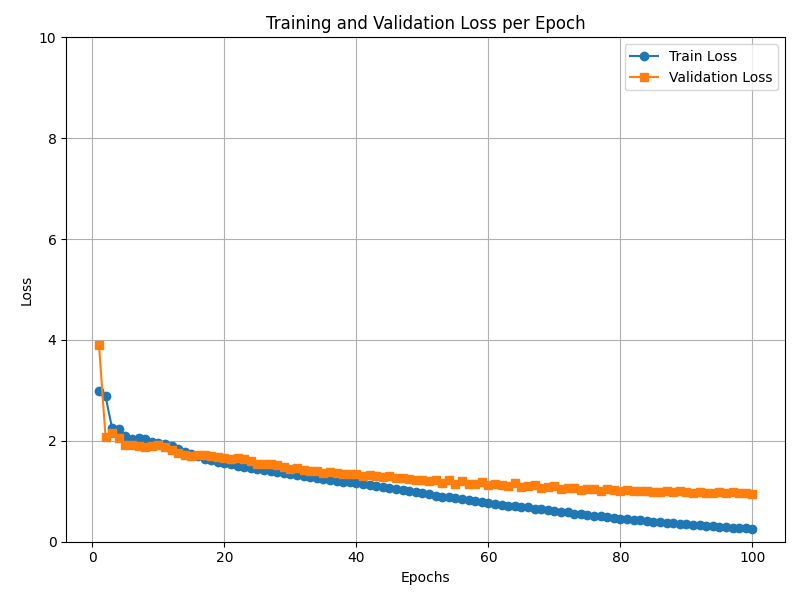 Training and Validation Loss per Epoch
Train Loss
Validation Loss
10
8
6
4
2
0
Loss
0 20 40 60 80 100
Epochs